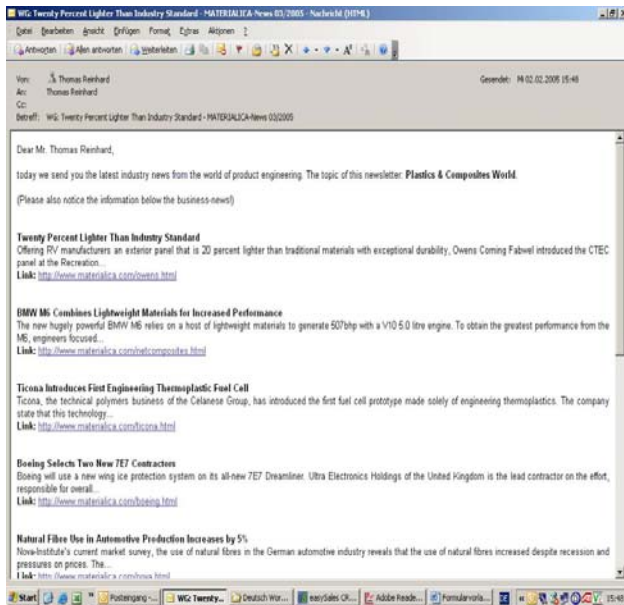 WG: Twenty Percent Lighter Than Industry Standard - MATERIALICA-News 03/2005 - Nachricht (HTML)
Datei Bearbeiten Ansicht Einfügen Format Extras Aktionen ?
Antworten Allen antworten Weiterleiten
Von: Thomas Reinhard Gesendet: Mi 02.02.2005 15:48
An: Thomas Reinhard
Cc:
Betreff: WG: Twenty Percent Lighter Than Industry Standard - MATERIALICA-News 03/2005
Dear Mr. Thomas Reinhard,
today we send you the latest industry news from the world of product engineering. The topic of this newsletter: Plastics & Composites World.
(Please also notice the information below the business-news!)
Twenty Percent Lighter Than Industry Standard
Offering RV manufacturers an exterior panel that is 20 percent lighter than traditional materials with exceptional durability, Owens Corning Fabwel introduced the CTEC
panel at the Recreation...
Link: http://www.materialica.com/owens.html
BMW M6 Combines Lightweight Materials for Increased Performance
The new hugely powerful BMW M6 relies on a host of lightweight materials to generate 507bhp with a V10 5.0 litre engine. To obtain the greatest performance from the
M6, engineers focused...
Link: http://www.materialica.com/netcomposites.html
Ticona Introduces First Engineering Thermoplastic Fuel Cell
Ticona, the technical polymers business of the Celanese Group, has introduced the first fuel cell prototype made solely of engineering thermoplastics. The company
state that this technology...
Link: http://www.materialica.com/ticona.html
Boeing Selects Two New 7E7 Contractors
Boeing will use a new wing ice protection system on its all-new 7E7 Dreamliner. Ultra Electronics Holdings of the United Kingdom is the lead contractor on the effort,
responsible for overall...
Link: http://www.materialica.com/boeing.html
Natural Fibre Use in Automotive Production Increases by 5%
Nova-Institute's current market survey, the use of natural fibres in the German automotive industry reveals that the use of natural fibres increased despite recession and
pressures on prices. The...
Link: http://www.materialica.com/nova.html
Start Posteingang -... WG: Twenty... Deutsch Wor... easySales CR... Adobe Reade... Formularvorla... DE 15:48